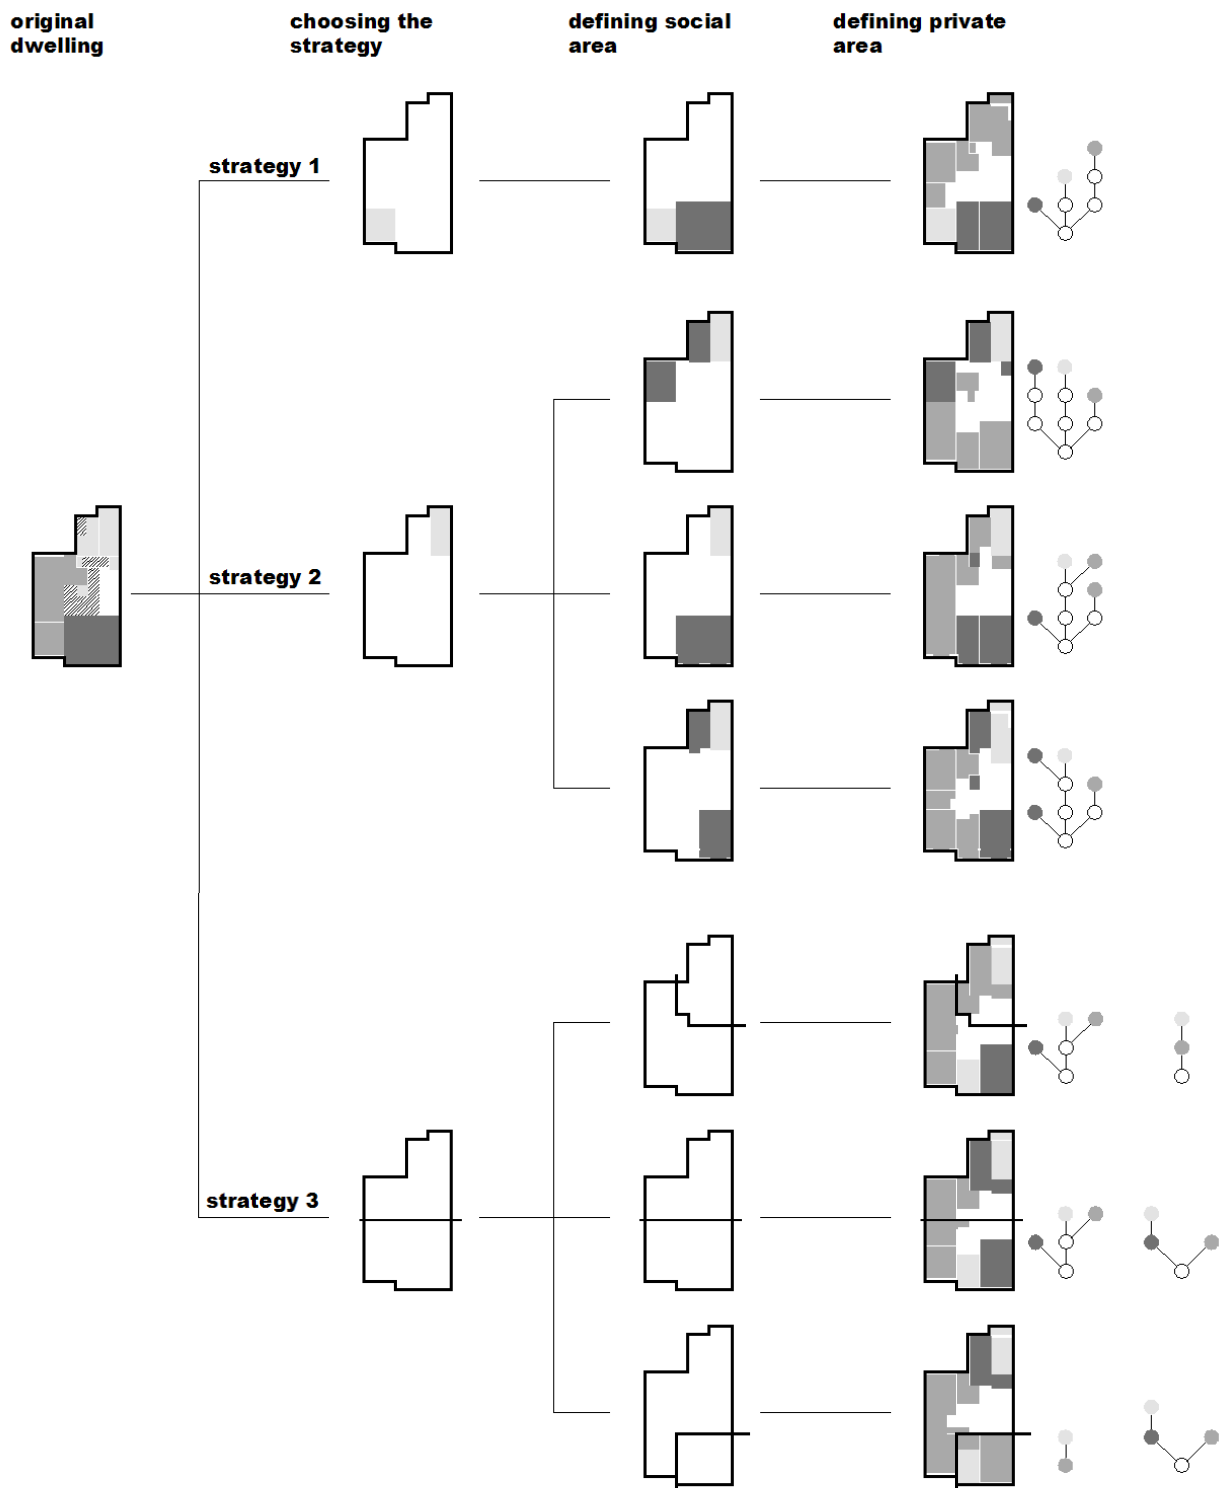 original
dwelling
choosing the
strategy
defining social
area
defining private
area
strategy 1
strategy 2
strategy 3